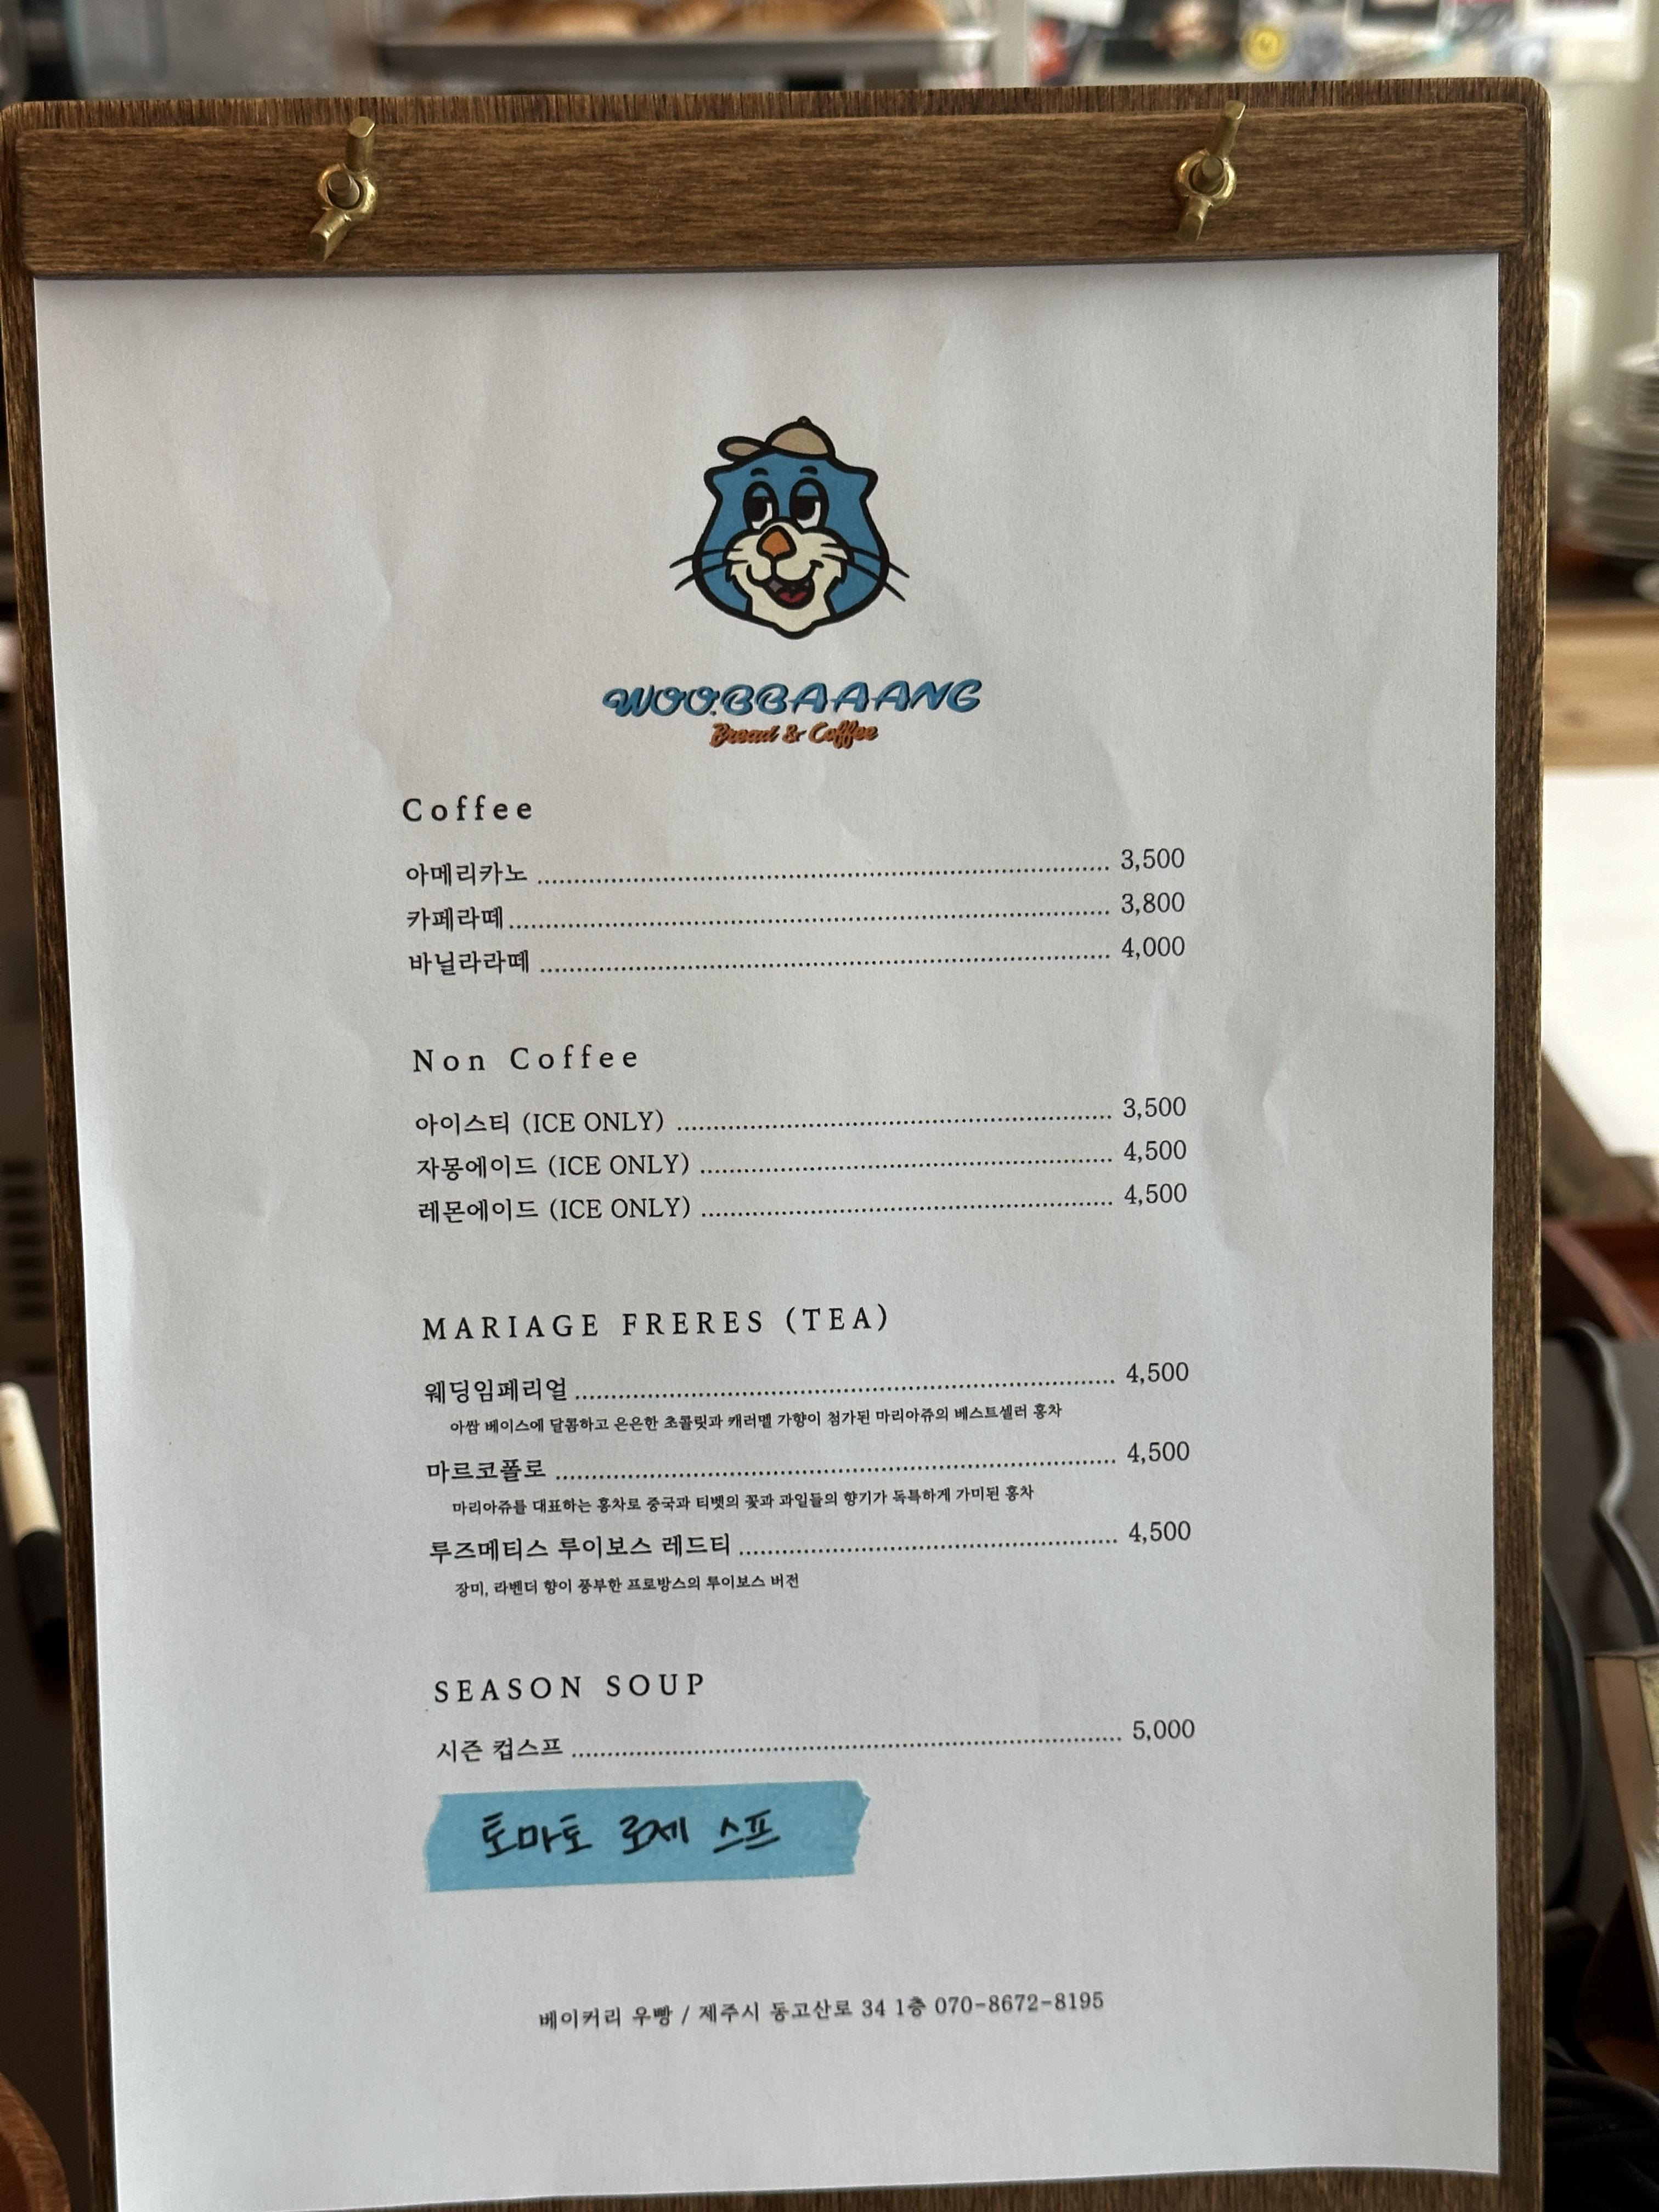 WOO.BBAAANG
Bread & Coffee
Coffee
아메리카노 3,500
카페라떼 3,800
바닐라라떼 4,000
Non Coffee
아이스티 (ICE ONLY) 3,500
자몽에이드 (ICE ONLY) 4,500
레몬에이드 (ICE ONLY) 4,500
MARIAGE FRERES (TEA)
웨딩임페리얼 4,500
아쌈 베이스에 달콤하고 은은한 초콜릿과 캐러멜 가향이 첨가된 마리아쥬의 베스트셀러 홍차
마르코폴로 4,500
마리아쥬를 대표하는 홍차로 중국과 티벳의 꽃과 과일들의 향기가 독특하게 가미된 홍차
루즈메티스 루이보스 레드티 4,500
장미, 라벤더 향이 풍부한 프로방스의 루이보스 버전
SEASON SOUP
시즌 컵스프 5,000
토마토 로제 스프
베이커리 우빵 / 제주시 동고산로 34 1층 070-8672-8195